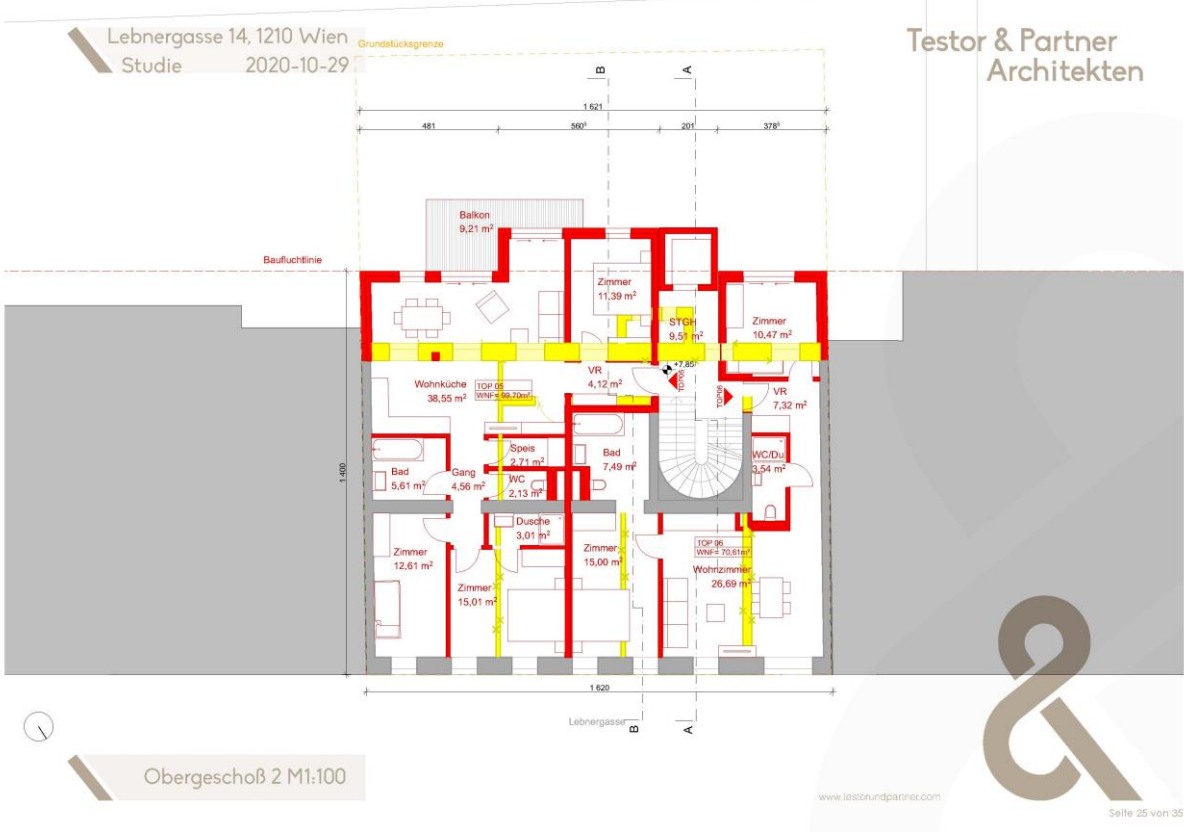 Lebnergasse 14, 1210 Wien
Studie 2020-10-29
Grundstücksgrenze
Testor & Partner
Architekten
B
A
1 621
481
560⁵
201
378⁵
Balkon
9,21 m²
Baufluchtlinie
Zimmer
11,39 m²
STGH
9,51 m²
Zimmer
10,47 m²
+7,85
VR
4,12 m²
TOP05
TOP06
VR
7,32 m²
Wohnküche
38,55 m²
TOP 05
WNF= 99,70m²
1 400
Bad
5,61 m²
Gang
4,56 m²
Speis
2,71 m²
WC
2,13 m²
Bad
7,49 m²
WC/Du.
3,54 m²
Dusche
3,01 m²
Zimmer
12,61 m²
Zimmer
15,01 m²
Zimmer
15,00 m²
TOP 06
WNF= 70,61m²
Wohnzimmer
26,69 m²
1 620
Lebnergasse
B
A
Obergeschoß 2 M1:100
www.testorundpartner.com
&
Seite 25 von 35